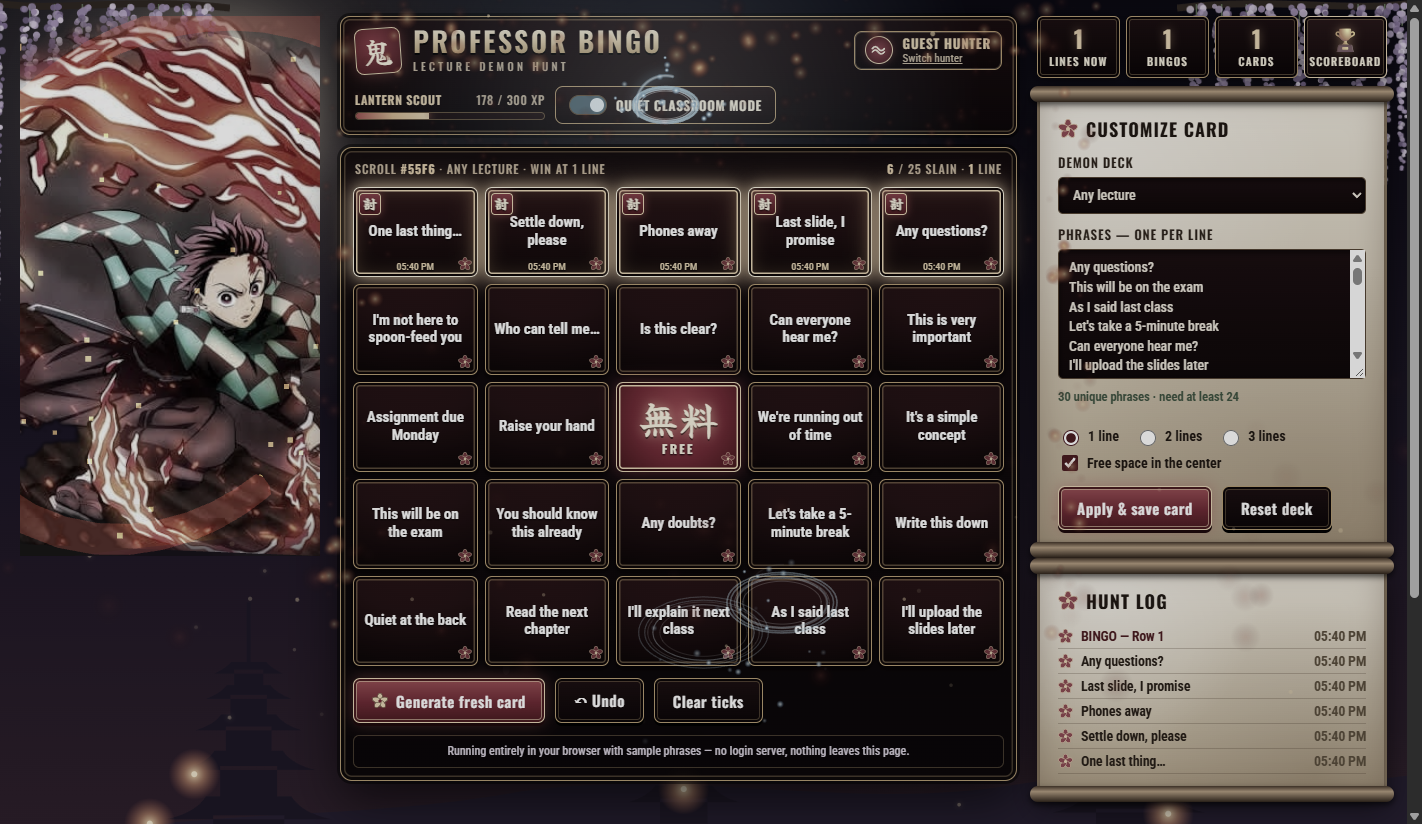 鬼
PROFESSOR BINGO
LECTURE DEMON HUNT
GUEST HUNTER
Switch hunter
LANTERN SCOUT
178 / 300 XP
QUIET CLASSROOM MODE
1
LINES NOW
1
BINGOS
1
CARDS
SCOREBOARD
SCROLL #55F6 · ANY LECTURE · WIN AT 1 LINE
6 / 25 SLAIN · 1 LINE
討
One last thing…
05:40 PM
討
Settle down,
please
05:40 PM
討
Phones away
05:40 PM
討
Last slide, I
promise
05:40 PM
討
Any questions?
05:40 PM
I'm not here to
spoon-feed you
Who can tell me…
Is this clear?
Can everyone
hear me?
This is very
important
Assignment due
Monday
Raise your hand
無料
FREE
We're running out
of time
It's a simple
concept
This will be on
the exam
You should know
this already
Any doubts?
Let's take a 5-
minute break
Write this down
Quiet at the back
Read the next
chapter
I'll explain it next
class
As I said last
class
I'll upload the
slides later
Generate fresh card
Undo
Clear ticks
Running entirely in your browser with sample phrases — no login server, nothing leaves this page.
CUSTOMIZE CARD
DEMON DECK
Any lecture
PHRASES — ONE PER LINE
Any questions?
This will be on the exam
As I said last class
Let's take a 5-minute break
Can everyone hear me?
I'll upload the slides later
30 unique phrases · need at least 24
1 line
2 lines
3 lines
Free space in the center
Apply & save card
Reset deck
HUNT LOG
BINGO — Row 1
05:40 PM
Any questions?
05:40 PM
Last slide, I promise
05:40 PM
Phones away
05:40 PM
Settle down, please
05:40 PM
One last thing…
05:40 PM